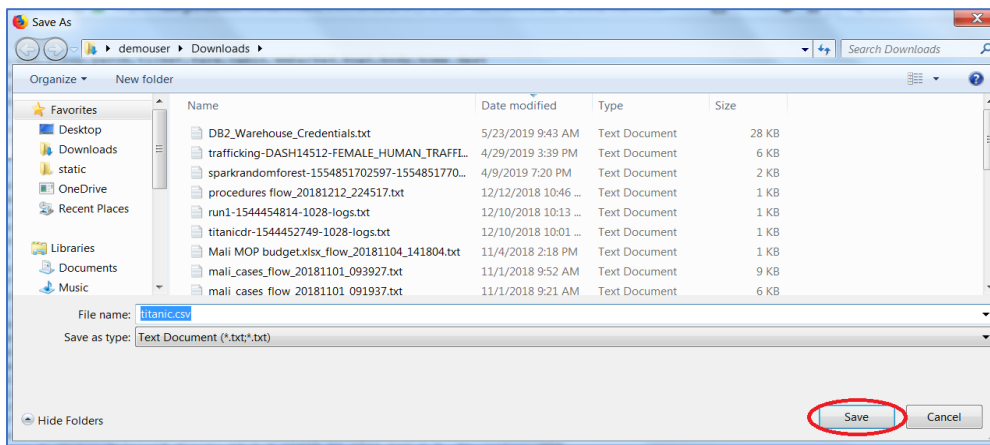 Save As
demouser Downloads
Search Downloads
Organize New folder
Name Date modified Type Size
Favorites
Desktop
Downloads
static
OneDrive
Recent Places
Libraries
Documents
Music
DB2_Warehouse_Credentials.txt 5/23/2019 9:43 AM Text Document 28 KB
trafficking-DASH14512-FEMALE_HUMAN_TRAFFI... 4/29/2019 3:39 PM Text Document 6 KB
sparkrandomforest-1554851702597-1554851770... 4/9/2019 7:20 PM Text Document 2 KB
procedures flow_20181212_224517.txt 12/12/2018 10:46 ... Text Document 1 KB
run1-1544454814-1028-logs.txt 12/10/2018 10:13 ... Text Document 1 KB
titanicdr-1544452749-1028-logs.txt 12/10/2018 10:01 ... Text Document 1 KB
Mali MOP budget.xlsx_flow_20181104_141804.txt 11/4/2018 2:18 PM Text Document 1 KB
mali_cases_flow_20181101_093927.txt 11/1/2018 9:52 AM Text Document 9 KB
mali_cases_flow_20181101_091937.txt 11/1/2018 9:21 AM Text Document 6 KB
File name: titanic.csv
Save as type: Text Document (*.txt;*.txt)
Hide Folders
Save
Cancel